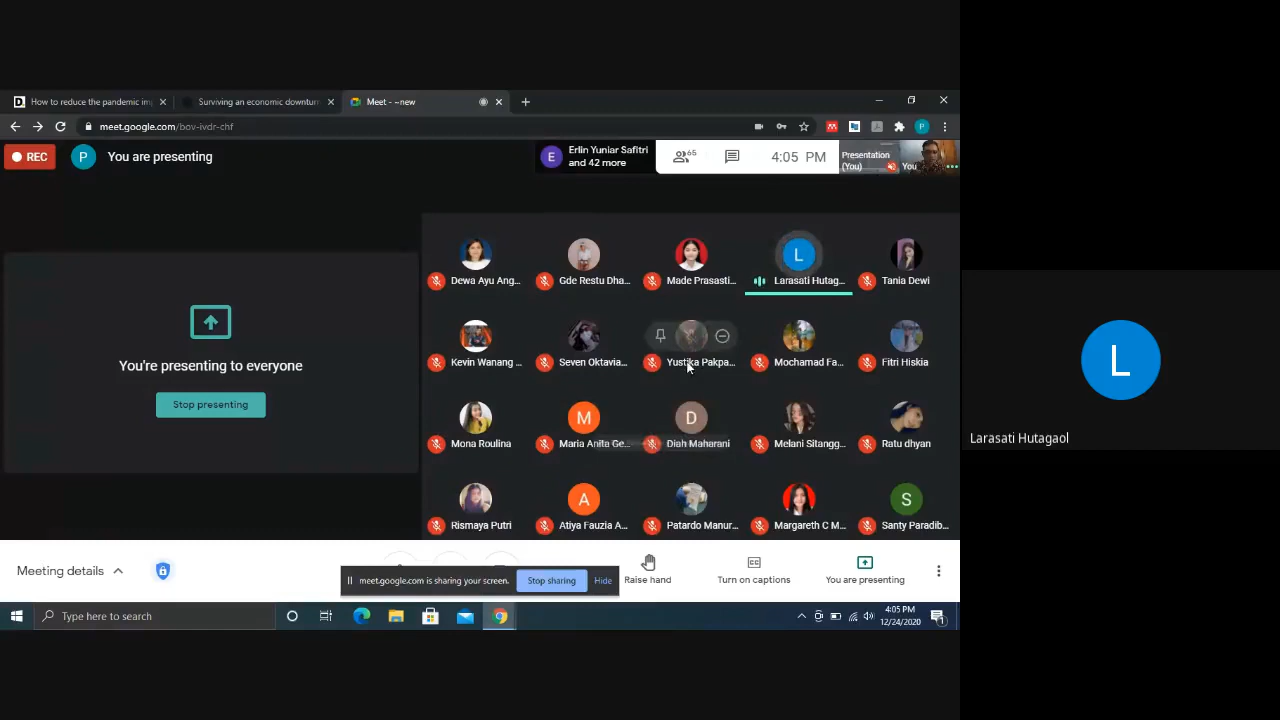 How to reduce the pandemic im
Surviving an economic downtur
Meet - ~new
meet.google.com/bov-ivdr-chf
P
REC
P
You are presenting
E
Erlin Yuniar Safitri
and 42 more
65
4:05 PM
Presentation
(You)
You
L
Dewa Ayu Ang...
Gde Restu Dha...
Made Prasasti...
Larasati Hutag...
Tania Dewi
Kevin Wanang ...
Seven Oktavia...
Yustika Pakpa...
Mochamad Fa...
Fitri Hiskia
You're presenting to everyone
Stop presenting
M
D
Mona Roulina
Maria Anita Ge...
Diah Maharani
Melani Sitangg...
Ratu dhyan
A
S
Rismaya Putri
Atiya Fauzia A...
Patardo Manur...
Margareth C M...
Santy Paradib...
L
Larasati Hutagaol
Meeting details
meet.google.com is sharing your screen.
Stop sharing
Hide
Raise hand
Turn on captions
You are presenting
Type here to search
4:05 PM
12/24/2020
1